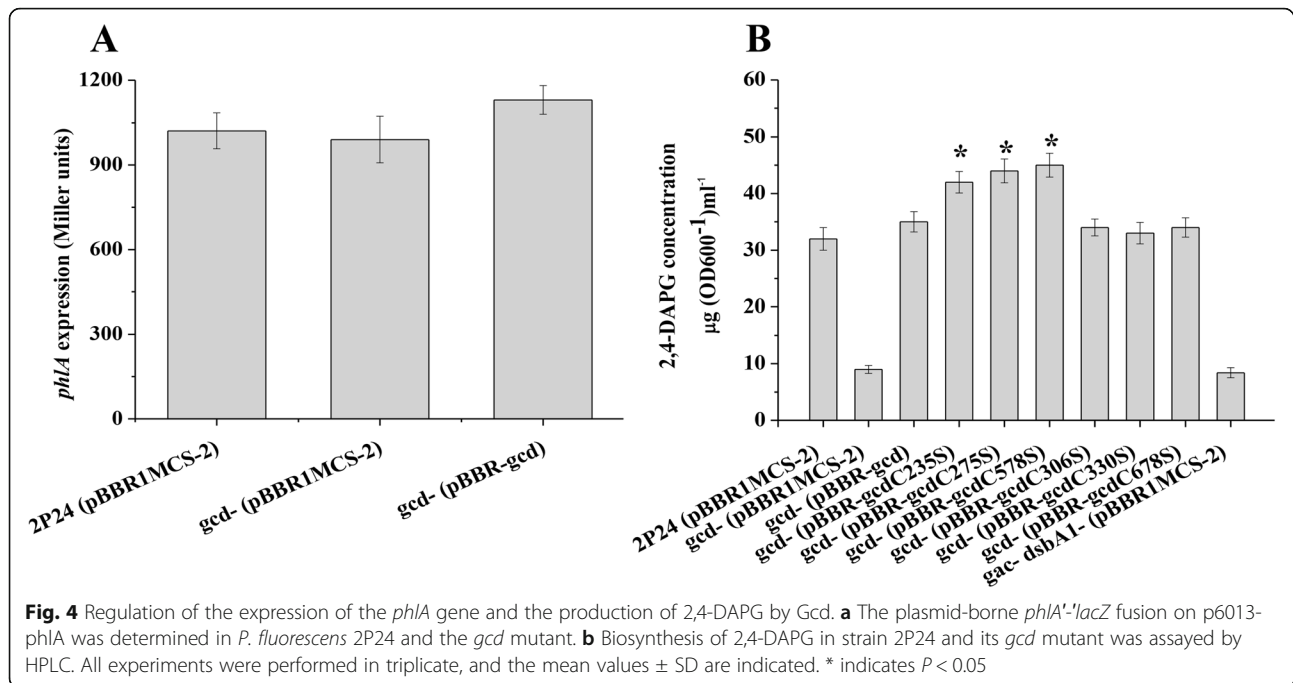 A
phlA expression (Miller units)
1200
900
600
300
0
2P24 (pBBR1MCS-2)
gcd- (pBBR1MCS-2)
gcd- (pBBR-gcd)
B
2,4-DAPG concentration
µg (OD600⁻¹)ml⁻¹
60
50
40
30
20
10
0
* * *
2P24 (pBBR1MCS-2)
gcd- (pBBR1MCS-2)
gcd- (pBBR-gcd)
gcd- (pBBR-gcdC235S)
gcd- (pBBR-gcdC275S)
gcd- (pBBR-gcdC578S)
gcd- (pBBR-gcdC306S)
gcd- (pBBR-gcdC330S)
gcd- (pBBR-gcdC678S)
gac- dsbA1- (pBBR1MCS-2)
Fig. 4 Regulation of the expression of the phlA gene and the production of 2,4-DAPG by Gcd. a The plasmid-borne phlA′-′lacZ fusion on p6013-
phlA was determined in P. fluorescens 2P24 and the gcd mutant. b Biosynthesis of 2,4-DAPG in strain 2P24 and its gcd mutant was assayed by
HPLC. All experiments were performed in triplicate, and the mean values ± SD are indicated. * indicates P < 0.05